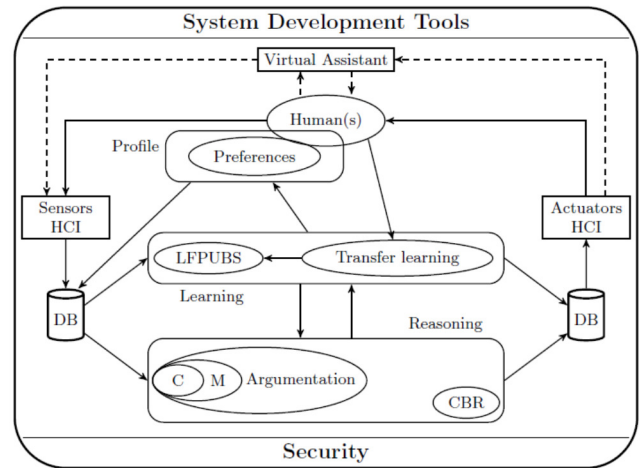 System Development Tools
Virtual Assistant
Human(s)
Profile
Preferences
Sensors
HCI
Actuators
HCI
LFPUBS
Transfer learning
Learning
DB
DB
Reasoning
C
M
Argumentation
CBR
Security